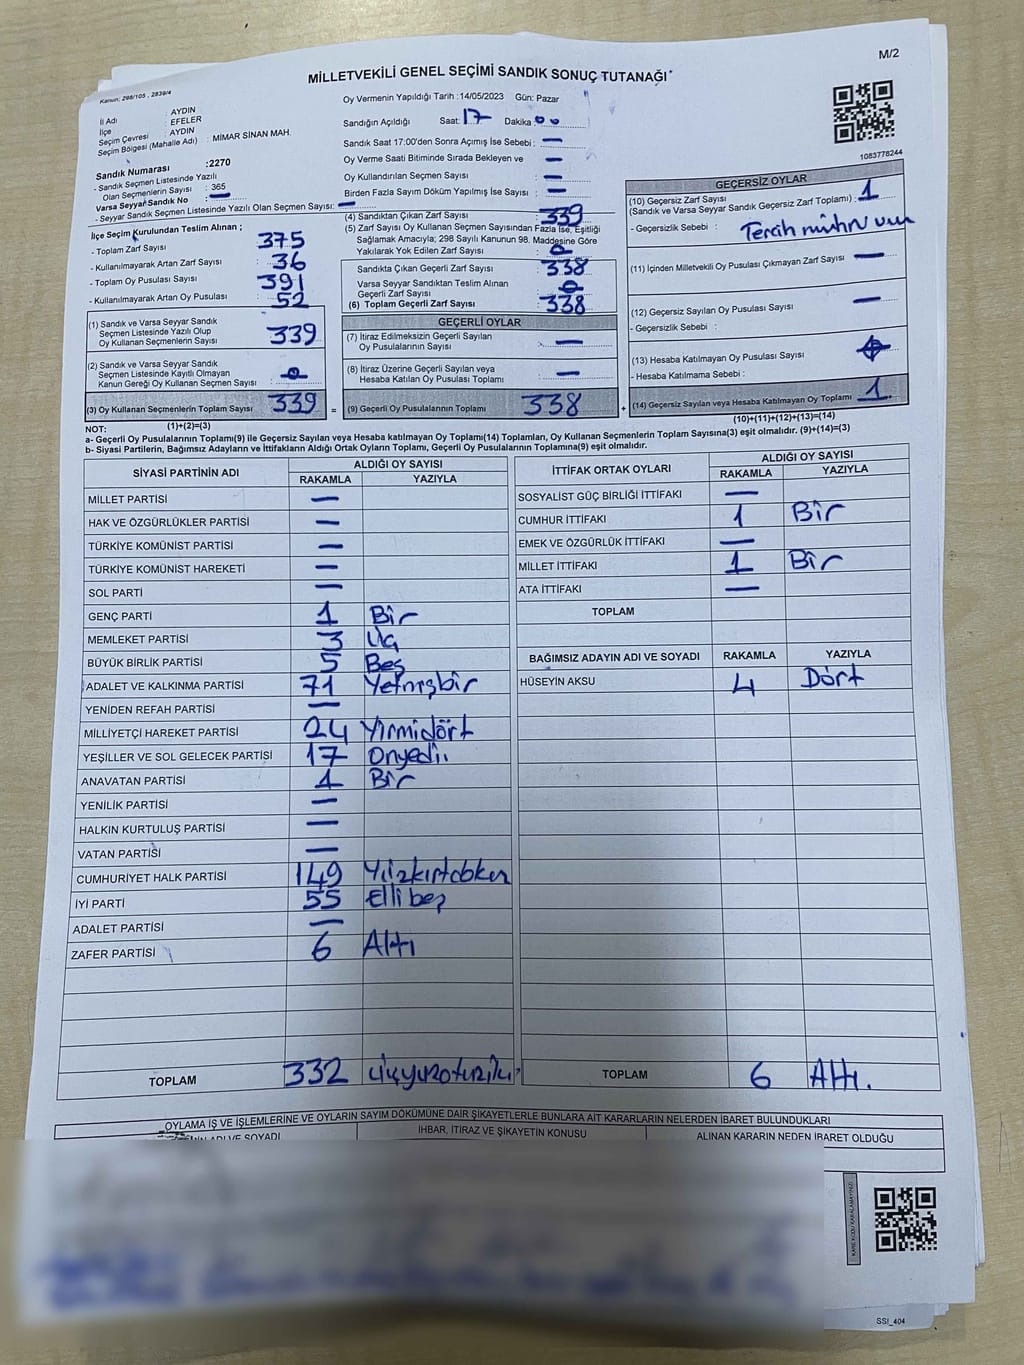 M/2
MİLLETVEKİLİ GENEL SEÇİMİ SANDIK SONUÇ TUTANAĞI
Kanun; 298/105 , 2839/4
İl Adı : AYDIN
İlçe : EFELER
Seçim Çevresi : AYDIN
Seçim Bölgesi (Mahalle Adı) : MİMAR SİNAN MAH.
Oy Vermenin Yapıldığı Tarih :14/05/2023 Gün: Pazar
Sandığın Açıldığı Saat: 17 Dakika: 00
Sandık Saat 17:00'den Sonra Açımış İse Sebebi : —
Oy Verme Saati Bitiminde Sırada Bekleyen ve —
Oy Kullandırılan Seçmen Sayısı : —
Birden Fazla Sayım Döküm Yapılmış İse Sayısı : —
Sandık Numarası :2270
- Sandık Seçmen Listesinde Yazılı
Olan Seçmenlerin Sayısı : 365
Varsa Seyyar Sandık No : —
- Seyyar Sandık Seçmen Listesinde Yazılı Olan Seçmen Sayısı: —
İlçe Seçim Kurulundan Teslim Alınan ;
- Toplam Zarf Sayısı : 375
- Kullanılmayarak Artan Zarf Sayısı : 36
- Toplam Oy Pusulası Sayısı : 391
- Kullanılmayarak Artan Oy Pusulası : 52
(1) Sandık ve Varsa Seyyar Sandık
Seçmen Listesinde Yazılı Olup
Oy Kullanan Seçmenlerin Sayısı : 339
(2) Sandık ve Varsa Seyyar Sandık
Seçmen Listesinde Kayıtlı Olmayan
Kanun Gereği Oy Kullanan Seçmen Sayısı : 0
(3) Oy Kullanan Seçmenlerin Toplam Sayısı 339 =
(1)+(2)=(3)
(4) Sandıktan Çıkan Zarf Sayısı : 339
(5) Zarf Sayısı Oy Kullanan Seçmen Sayısından Fazla İse, Eşitliği
Sağlamak Amacıyla; 298 Sayılı Kanunun 98. Maddesine Göre
Yakılarak Yok Edilen Zarf Sayısı : 0
Sandıkta Çıkan Geçerli Zarf Sayısı : 338
Varsa Seyyar Sandıktan Teslim Alınan
Geçerli Zarf Sayısı : 0
(6) Toplam Geçerli Zarf Sayısı : 338
GEÇERLİ OYLAR
(7) İtiraz Edilmeksizin Geçerli Sayılan
Oy Pusulalarının Sayısı : —
(8) İtiraz Üzerine Geçerli Sayılan veya
Hesaba Katılan Oy Pusulası Toplamı : —
(9) Geçerli Oy Pusulalarının Toplamı 338 +
1083778244
GEÇERSİZ OYLAR
(10) Geçersiz Zarf Sayısı : 1
(Sandık ve Varsa Seyyar Sandık Geçersiz Zarf Toplamı)
- Geçersizlik Sebebi : Tercih mührü
(11) İçinden Milletvekili Oy Pusulası Çıkmayan Zarf Sayısı : —
(12) Geçersiz Sayılan Oy Pusulası Sayısı : —
- Geçersizlik Sebebi :
(13) Hesaba Katılmayan Oy Pusulası Sayısı
- Hesaba Katılmama Sebebi :
(14) Geçersiz Sayılan veya Hesaba Katılmayan Oy Toplamı 1
(10)+(11)+(12)+(13)=(14)
NOT:
a- Geçerli Oy Pusulalarının Toplamı(9) ile Geçersiz Sayılan veya Hesaba katılmayan Oy Toplamı(14) Toplamları, Oy Kullanan Seçmenlerin Toplam Sayısına(3) eşit olmalıdır. (9)+(14)=(3)
b- Siyasi Partilerin, Bağımsız Adayların ve İttifakların Aldığı Oyların Toplamı, Geçerli Oy Pusulalarının Toplamına(9) eşit olmalıdır.
SİYASİ PARTİNİN ADI
ALDIĞI OY SAYISI
RAKAMLA YAZIYLA
MİLLET PARTİSİ —
HAK VE ÖZGÜRLÜKLER PARTİSİ —
TÜRKİYE KOMÜNİST PARTİSİ —
TÜRKİYE KOMÜNİST HAREKETİ —
SOL PARTİ —
GENÇ PARTİ 1 Bir
MEMLEKET PARTİSİ 3 Üç
BÜYÜK BİRLİK PARTİSİ 5 Beş
ADALET VE KALKINMA PARTİSİ 71 Yetmişbir
YENİDEN REFAH PARTİSİ —
MİLLİYETÇİ HAREKET PARTİSİ 24 Yirmidört
YEŞİLLER VE SOL GELECEK PARTİSİ 17 Onyedi
ANAVATAN PARTİSİ 1 Bir
YENİLİK PARTİSİ —
HALKIN KURTULUŞ PARTİSİ —
VATAN PARTİSİ —
CUMHURİYET HALK PARTİSİ 149
İYİ PARTİ 55 Elli beş
ADALET PARTİSİ —
ZAFER PARTİSİ 6 Altı
TOPLAM 332 üçyüzotuziki
İTTİFAK ORTAK OYLARI
ALDIĞI OY SAYISI
RAKAMLA YAZIYLA
SOSYALİST GÜÇ BİRLİĞİ İTTİFAKI —
CUMHUR İTTİFAKI 1 Bir
EMEK VE ÖZGÜRLÜK İTTİFAKI —
MİLLET İTTİFAKI 1 Bir
ATA İTTİFAKI —
TOPLAM
BAĞIMSIZ ADAYIN ADI VE SOYADI RAKAMLA YAZIYLA
HÜSEYİN AKSU 4 Dört
TOPLAM 6 Altı.
OYLAMA İŞ VE İŞLEMLERİNE VE OYLARIN SAYIM DÖKÜMÜNE DAİR ŞİKAYETLERLE BUNLARA AİT KARARLARIN NELERDEN İBARET BULUNDUKLARI
ADI VE SOYADI İHBAR, İTİRAZ VE ŞİKAYETİN KONUSU ALINAN KARARIN NEDEN İBARET OLDUĞU
SSI_404